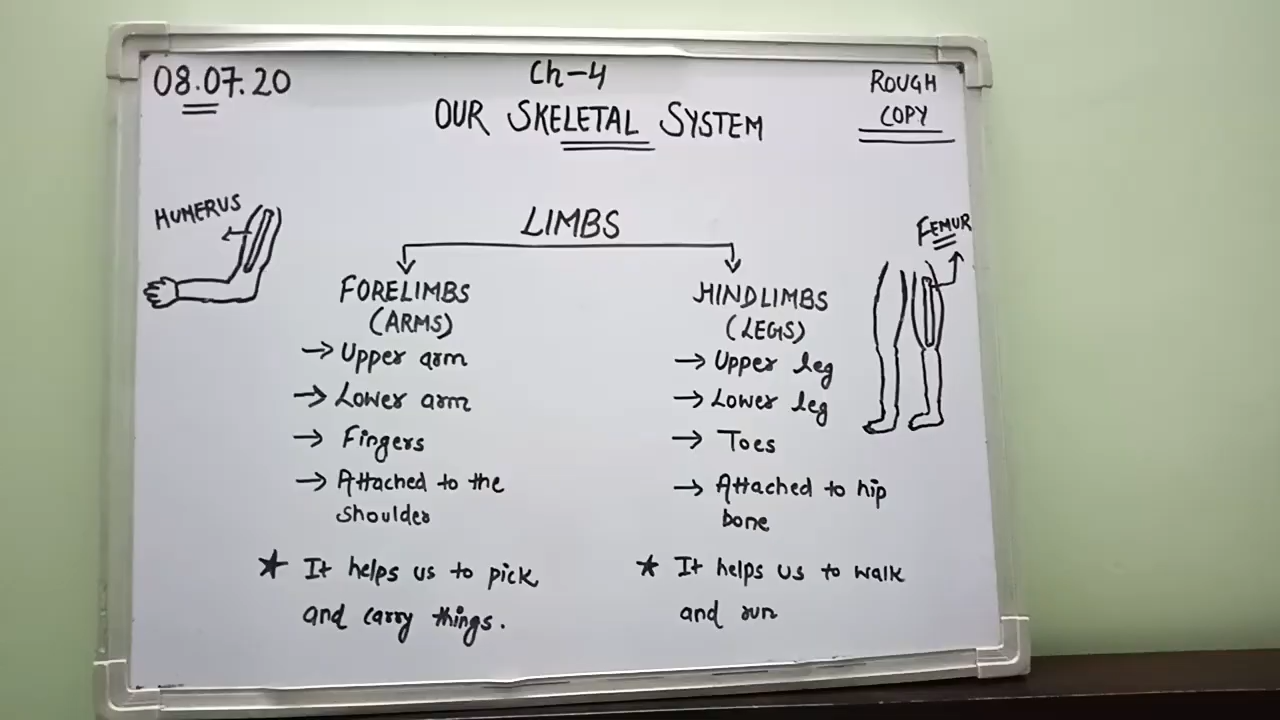 08.07.20
Ch-4
OUR SKELETAL SYSTEM
ROUGH
COPY
HUMERUS
LIMBS
FEMUR
FORELIMBS
(ARMS)
→ Upper arm
→ Lower arm
→ Fingers
→ Attached to the
shoulder
★ It helps us to pick
and carry things.
HINDLIMBS
(LEGS)
→ Upper leg
→ Lower leg
→ Toes
→ Attached to hip
bone
★ It helps us to walk
and run